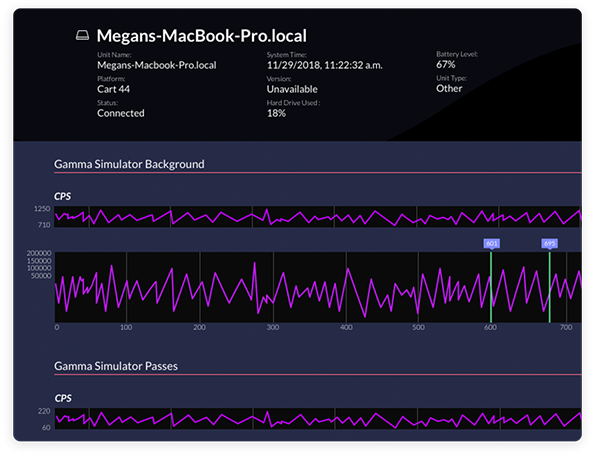 Megans-MacBook-Pro.local
Unit Name: System Time: Battery Level:
Megans-Macbook-Pro.local 11/29/2018, 11:22:32 a.m. 67%
Platform: Version: Unit Type:
Cart 44 Unavailable Other
Status: Hard Drive Used :
Connected 18%
Gamma Simulator Background
CPS
1250
710
601 695
200000
150000
100000
50000
0 100 200 300 400 500 600 700
Gamma Simulator Passes
CPS
220
60